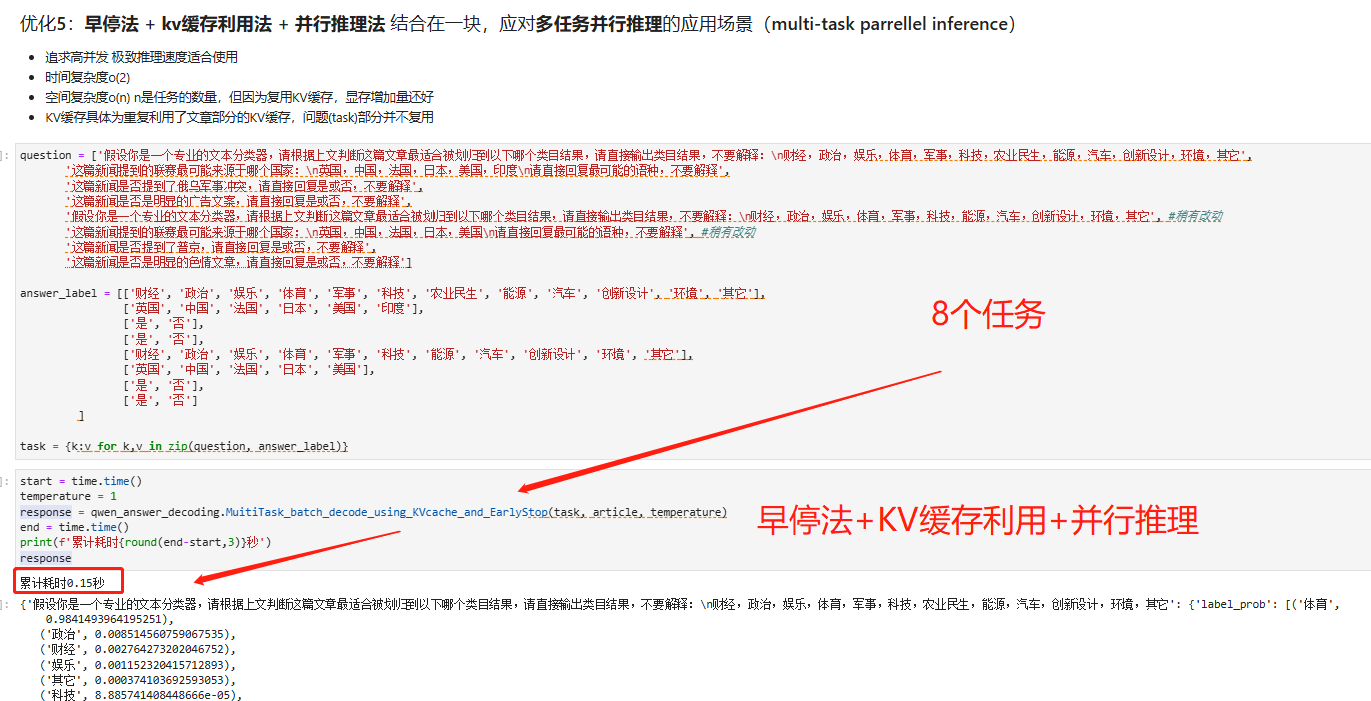 优化5：早停法 + kv缓存利用法 + 并行推理法 结合在一块，应对多任务并行推理的应用场景（multi-task parrellel inference）
追求高并发 极致推理速度适合使用
时间复杂度o(2)
空间复杂度o(n) n是任务的数量，但因为复用KV缓存，显存增加量还好
KV缓存具体为重复利用了文章部分的KV缓存，问题(task)部分并不复用
]: question = ['假设你是一个专业的文本分类器，请根据上文判断这篇文章最适合被划归到以下哪个类目结果，请直接输出类目结果，不要解释：\n财经，政治，娱乐，体育，军事，科技，农业民生，能源，汽车，创新设计，环境，其它',
'这篇新闻提到的联赛最可能来源于哪个国家：\n英国，中国，法国，日本，美国，印度\n请直接回复最可能的语种，不要解释',
'这篇新闻是否提到了俄乌军事冲突，请直接回复是或否，不要解释',
'这篇新闻是否是明显的广告文案，请直接回复是或否，不要解释',
'假设你是一个专业的文本分类器，请根据上文判断这篇文章最适合被划归到以下哪个类目结果，请直接输出类目结果，不要解释：\n财经，政治，娱乐，体育，军事，科技，能源，汽车，创新设计，环境，其它', #稍有改动
'这篇新闻提到的联赛最可能来源于哪个国家：\n英国，中国，法国，日本，美国\n请直接回复最可能的语种，不要解释', #稍有改动
'这篇新闻是否提到了普京，请直接回复是或否，不要解释',
'这篇新闻是否是明显的色情文章，请直接回复是或否，不要解释']
answer_label = [['财经', '政治', '娱乐', '体育', '军事', '科技', '农业民生', '能源', '汽车', '创新设计', '环境', '其它'],
['英国', '中国', '法国', '日本', '美国', '印度'],
['是', '否'],
['是', '否'],
['财经', '政治', '娱乐', '体育', '军事', '科技', '能源', '汽车', '创新设计', '环境', '其它'],
['英国', '中国', '法国', '日本', '美国'],
['是', '否'],
['是', '否']
]
8个任务
task = {k:v for k,v in zip(question, answer_label)}
]: start = time.time()
temperature = 1
response = qwen_answer_decoding.MuitiTask_batch_decode_using_KVcache_and_EarlyStop(task, article, temperature)
end = time.time()
print(f'累计耗时{round(end-start,3)}秒')
response
早停法+KV缓存利用+并行推理
累计耗时0.15秒
]: {'假设你是一个专业的文本分类器，请根据上文判断这篇文章最适合被划归到以下哪个类目结果，请直接输出类目结果，不要解释：\n财经，政治，娱乐，体育，军事，科技，农业民生，能源，汽车，创新设计，环境，其它': {'label_prob': [('体育',
0.9841493964195251),
('政治', 0.008514560759067535),
('财经', 0.002764273202046752),
('娱乐', 0.001152320415712893),
('其它', 0.000374103692593053),
('科技', 8.885741408448666e-05),